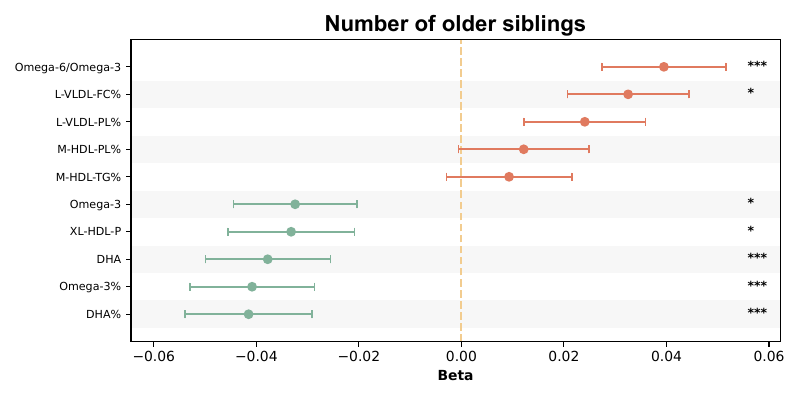 Number of older siblings
Omega-6/Omega-3 ***
L-VLDL-FC% *
L-VLDL-PL%
M-HDL-PL%
M-HDL-TG%
Omega-3 *
XL-HDL-P *
DHA ***
Omega-3% ***
DHA% ***
−0.06 −0.04 −0.02 0.00 0.02 0.04 0.06
Beta